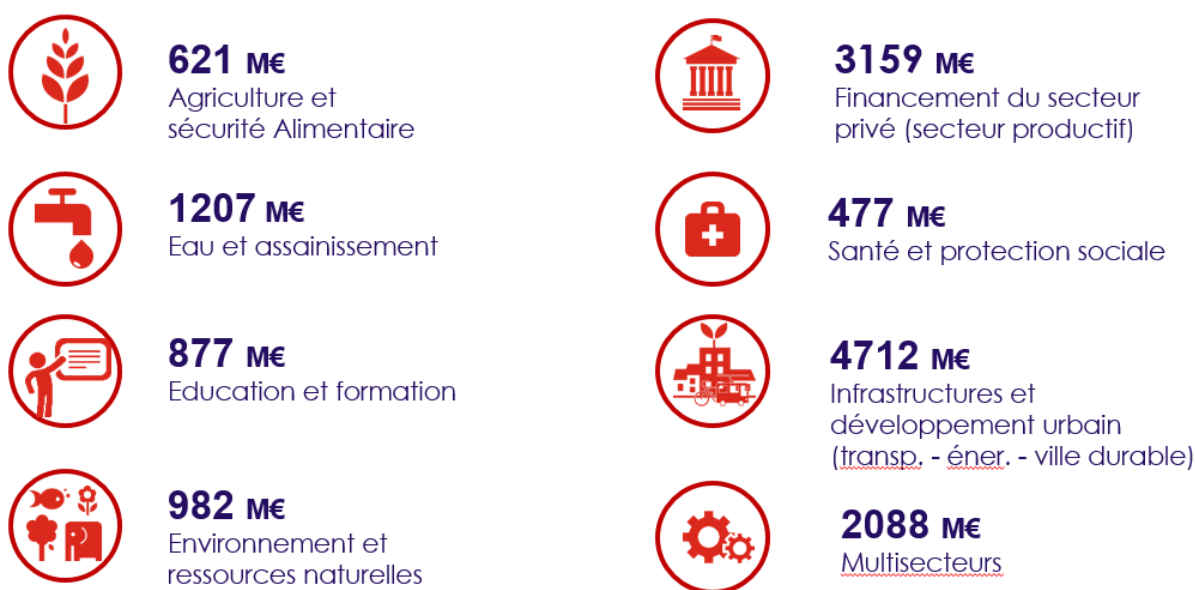 621 M€
Agriculture et
sécurité Alimentaire
1207 M€
Eau et assainissement
877 M€
Education et formation
982 M€
Environnement et
ressources naturelles
3159 M€
Financement du secteur
privé (secteur productif)
477 M€
Santé et protection sociale
4712 M€
Infrastructures et
développement urbain
(transp. - éner. - ville durable)
2088 M€
Multisecteurs